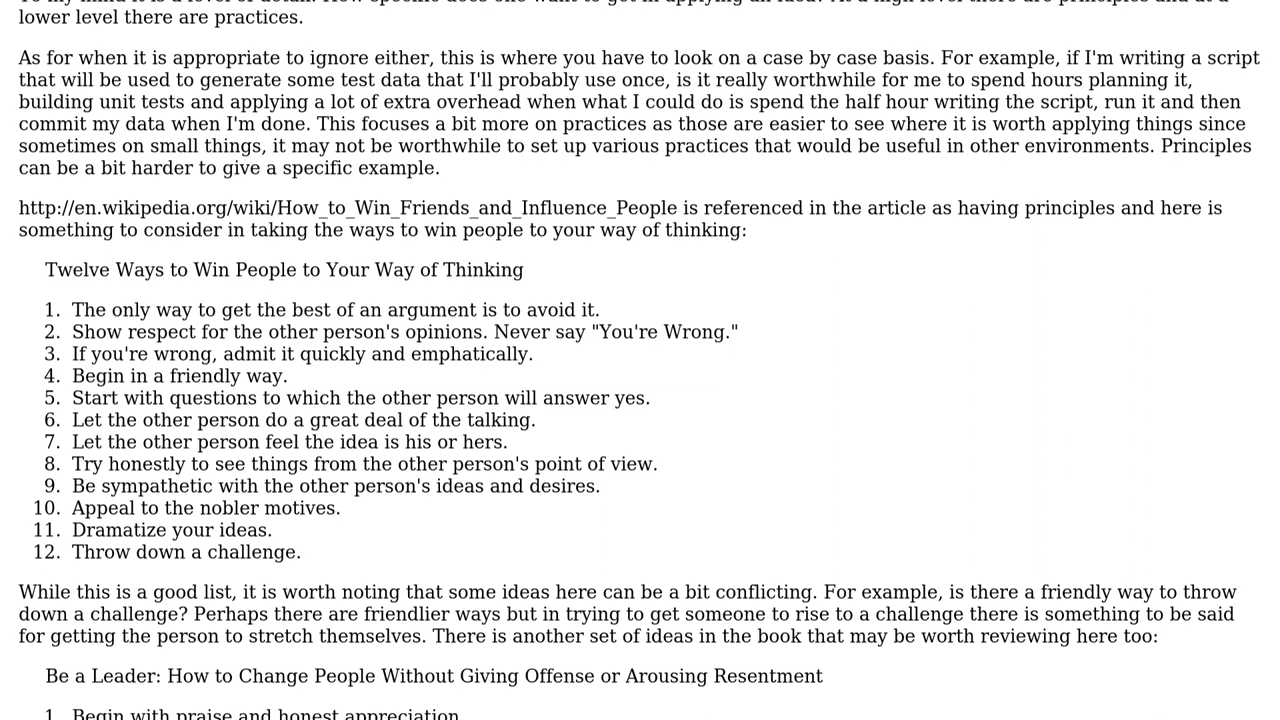 lower level there are practices.
As for when it is appropriate to ignore either, this is where you have to look on a case by case basis. For example, if I'm writing a script
that will be used to generate some test data that I'll probably use once, is it really worthwhile for me to spend hours planning it,
building unit tests and applying a lot of extra overhead when what I could do is spend the half hour writing the script, run it and then
commit my data when I'm done. This focuses a bit more on practices as those are easier to see where it is worth applying things since
sometimes on small things, it may not be worthwhile to set up various practices that would be useful in other environments. Principles
can be a bit harder to give a specific example.
http://en.wikipedia.org/wiki/How_to_Win_Friends_and_Influence_People is referenced in the article as having principles and here is
something to consider in taking the ways to win people to your way of thinking:
Twelve Ways to Win People to Your Way of Thinking
1. The only way to get the best of an argument is to avoid it.
2. Show respect for the other person's opinions. Never say "You're Wrong."
3. If you're wrong, admit it quickly and emphatically.
4. Begin in a friendly way.
5. Start with questions to which the other person will answer yes.
6. Let the other person do a great deal of the talking.
7. Let the other person feel the idea is his or hers.
8. Try honestly to see things from the other person's point of view.
9. Be sympathetic with the other person's ideas and desires.
10. Appeal to the nobler motives.
11. Dramatize your ideas.
12. Throw down a challenge.
While this is a good list, it is worth noting that some ideas here can be a bit conflicting. For example, is there a friendly way to throw
down a challenge? Perhaps there are friendlier ways but in trying to get someone to rise to a challenge there is something to be said
for getting the person to stretch themselves. There is another set of ideas in the book that may be worth reviewing here too:
Be a Leader: How to Change People Without Giving Offense or Arousing Resentment
1. Begin with praise and honest appreciation.